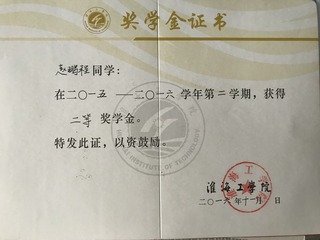 奖学金证书
赵鹏程同学:
在二〇一五—二〇一六学年第二学期,获得
二等 奖学金。
特发此证,以资鼓励。
淮海工学院
二〇一六年十一月 日